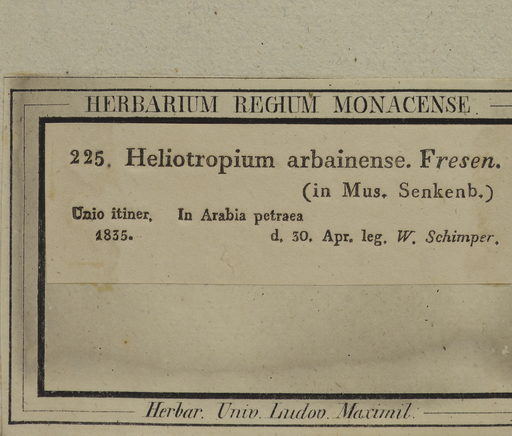 HERBARIUM REGIUM MONACENSE.
225. Heliotropium arbainense. Fresen.
(in Mus. Senkenb.)
Unio itiner. In Arabia petraea
1835. d. 30. Apr. leg. W. Schimper.
Herbar. Univ. Ludov. Maximil.